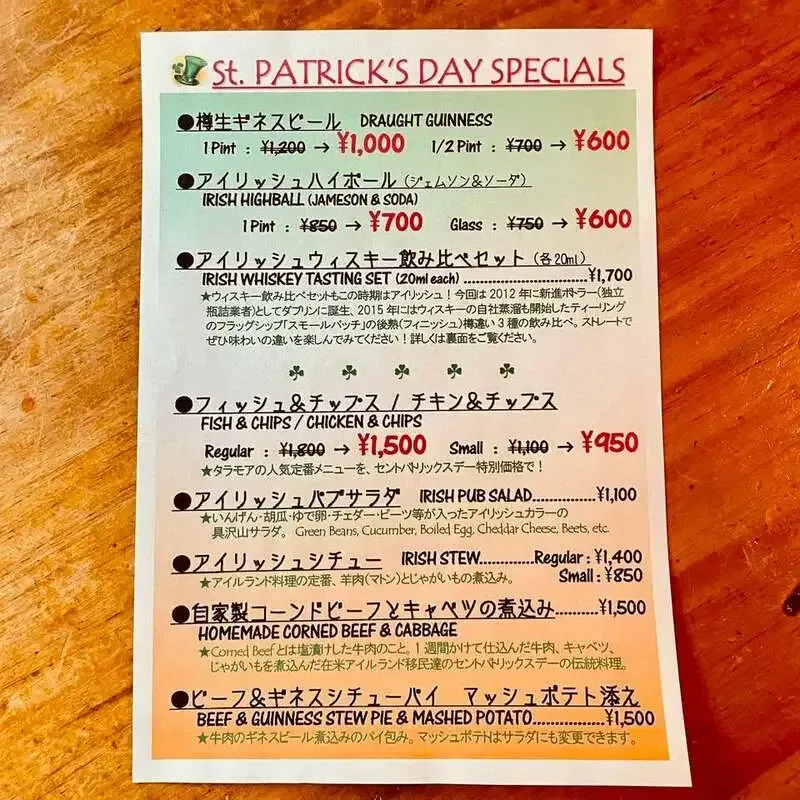 St. PATRICK'S DAY SPECIALS
●樽生ギネスビール DRAUGHT GUINNESS
1 Pint : ¥1,200 → ¥1,000 1/2 Pint : ¥700 → ¥600
●アイリッシュハイボール (ジェムソン&ソーダ)
IRISH HIGHBALL (JAMESON & SODA)
1 Pint : ¥850 → ¥700 Glass : ¥750 → ¥600
●アイリッシュウィスキー飲み比べセット (各20ml)
IRISH WHISKEY TASTING SET (20ml each) ..............................¥1,700
★ウィスキー飲み比べセットもこの時期はアイリッシュ!今回は 2012 年に新進ボトラー(独立
瓶詰業者)としてダブリンに誕生、2015 年にはウィスキーの自社蒸溜も開始したティーリング
のフラッグシップ「スモールバッチ」の後熟(フィニッシュ)樽違い 3 種の飲み比べ。ストレートで
ぜひ味わいの違いを楽しんでみてください!詳しくは裏面をご覧ください。
●フィッシュ&チップス / チキン&チップス
FISH & CHIPS / CHICKEN & CHIPS
Regular : ¥1,800 → ¥1,500 Small : ¥1,100 → ¥950
★タラモアの人気定番メニューを、セントパトリックスデー特別価格で!
●アイリッシュパブサラダ IRISH PUB SALAD...............¥1,100
★いんげん・胡瓜・ゆで卵・チェダー・ビーツ等が入ったアイリッシュカラーの
具沢山サラダ。 Green Beans, Cucumber, Boiled Egg, Cheddar Cheese, Beets, etc.
●アイリッシュシチュー IRISH STEW.............Regular : ¥1,400
★アイルランド料理の定番、羊肉(マトン)とじゃがいもの煮込み。 Small : ¥850
●自家製コーンドビーフとキャベツの煮込み..........¥1,500
HOMEMADE CORNED BEEF & CABBAGE
★Corned Beef とは塩漬けした牛肉のこと。1 週間かけて仕込んだ牛肉、キャベツ、
じゃがいもを煮込んだ在米アイルランド移民達のセントパトリックスデーの伝統料理。
●ビーフ&ギネスシチューパイ マッシュポテト添え
BEEF & GUINNESS STEW PIE & MASHED POTATO.................¥1,500
★牛肉のギネスビール煮込みのパイ包み。マッシュポテトはサラダにも変更できます。